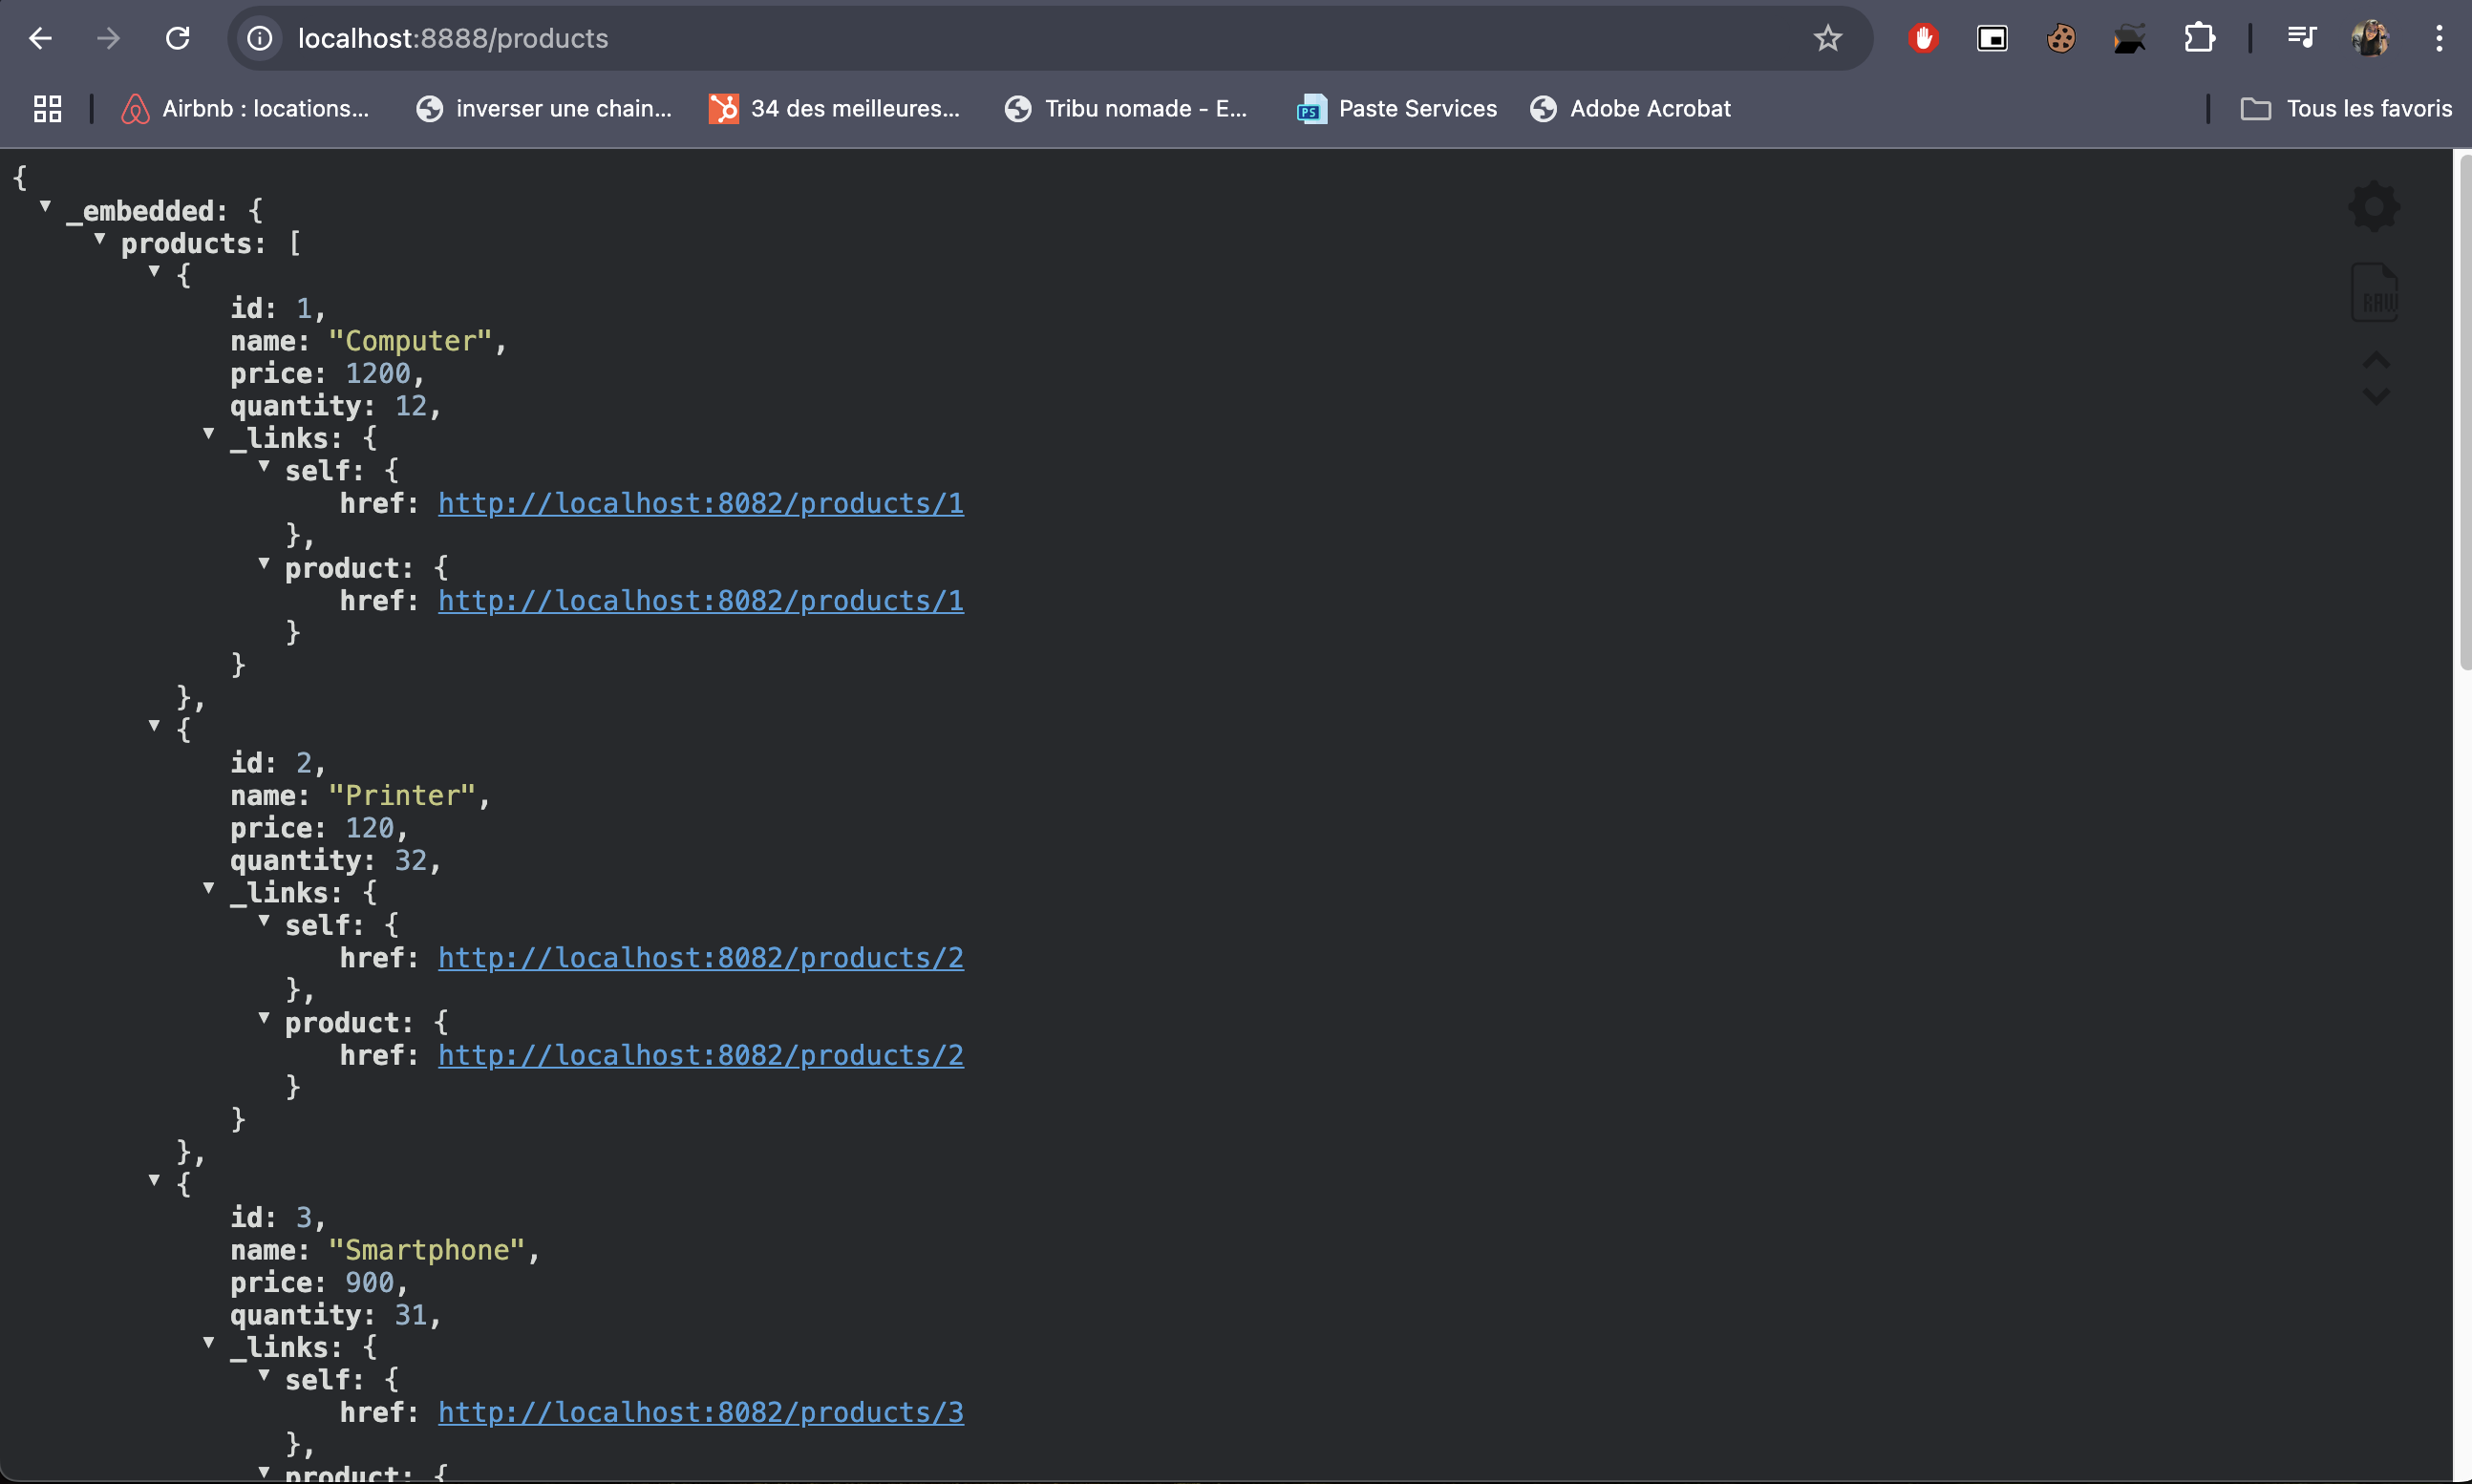 localhost:8888/products
Airbnb : locations... inverser une chain... 34 des meilleures... Tribu nomade - E... PS Paste Services Adobe Acrobat Tous les favoris
{
_embedded: {
products: [
{
id: 1,
name: "Computer",
price: 1200,
quantity: 12,
_links: {
self: {
href: http://localhost:8082/products/1
},
product: {
href: http://localhost:8082/products/1
}
}
},
{
id: 2,
name: "Printer",
price: 120,
quantity: 32,
_links: {
self: {
href: http://localhost:8082/products/2
},
product: {
href: http://localhost:8082/products/2
}
}
},
{
id: 3,
name: "Smartphone",
price: 900,
quantity: 31,
_links: {
self: {
href: http://localhost:8082/products/3
},
product: {
RAW